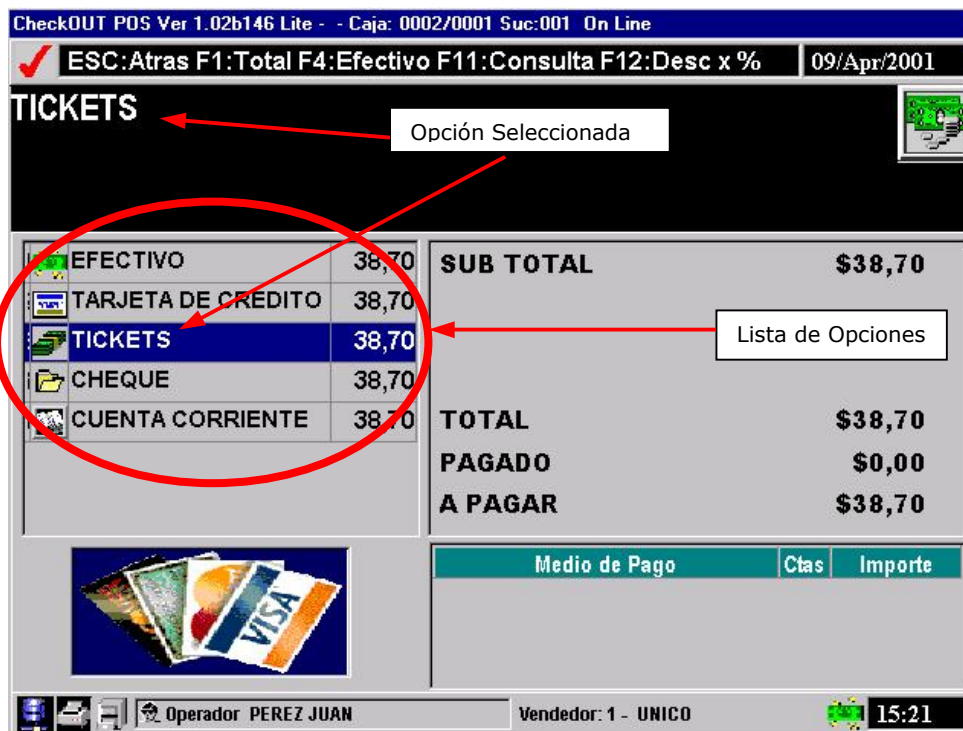 CheckOUT POS Ver 1.02b146 Lite - - Caja: 0002/0001 Suc:001 On Line
ESC:Atras F1:Total F4:Efectivo F11:Consulta F12:Desc x % 09/Apr/2001
TICKETS
Opción Seleccionada
EFECTIVO 38,70
TARJETA DE CREDITO 38,70
TICKETS 38,70
CHEQUE 38,70
CUENTA CORRIENTE 38,70
SUB TOTAL $38,70
Lista de Opciones
TOTAL $38,70
PAGADO $0,00
A PAGAR $38,70
VISA
Medio de Pago Ctas Importe
Operador PEREZ JUAN Vendedor: 1 - UNICO 15:21